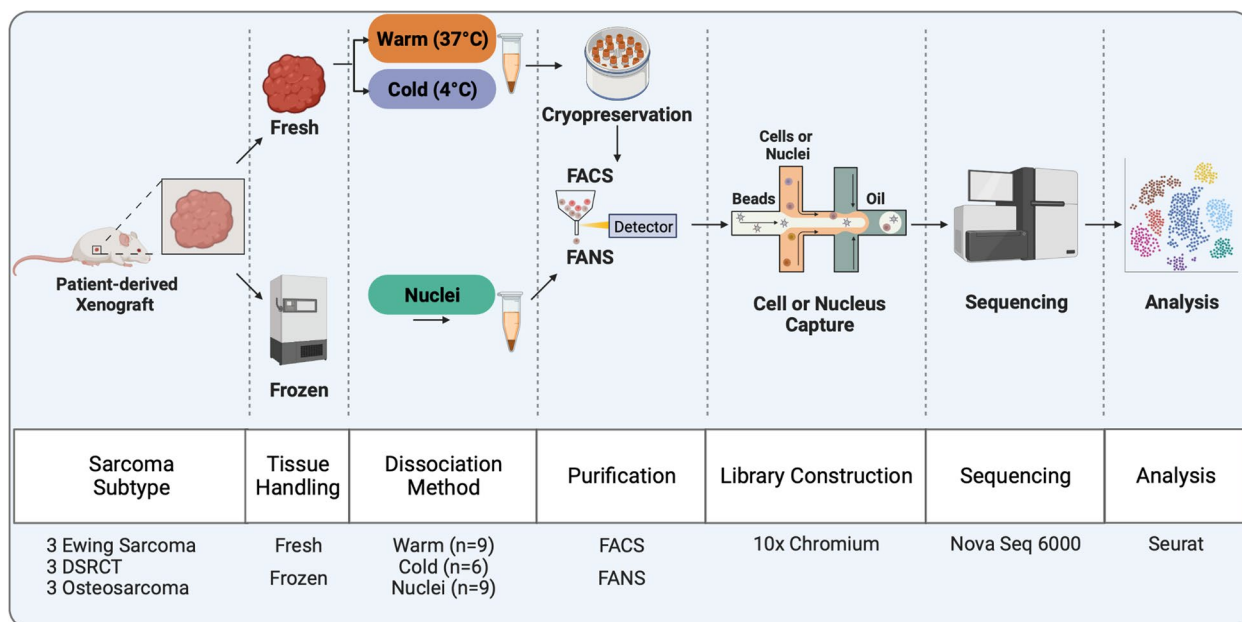 Warm (37°C)
Cold (4°C)
Fresh
Cryopreservation
FACS
Detector
FANS
Patient-derived
Xenograft
Nuclei
Frozen
Cells or
Nuclei
Beads
Oil
Cell or Nucleus
Capture
Sequencing
Analysis
Sarcoma
Subtype
Tissue
Handling
Dissociation
Method
Purification
Library Construction
Sequencing
Analysis
3 Ewing Sarcoma
3 DSRCT
3 Osteosarcoma
Fresh
Frozen
Warm (n=9)
Cold (n=6)
Nuclei (n=9)
FACS
FANS
10x Chromium
Nova Seq 6000
Seurat